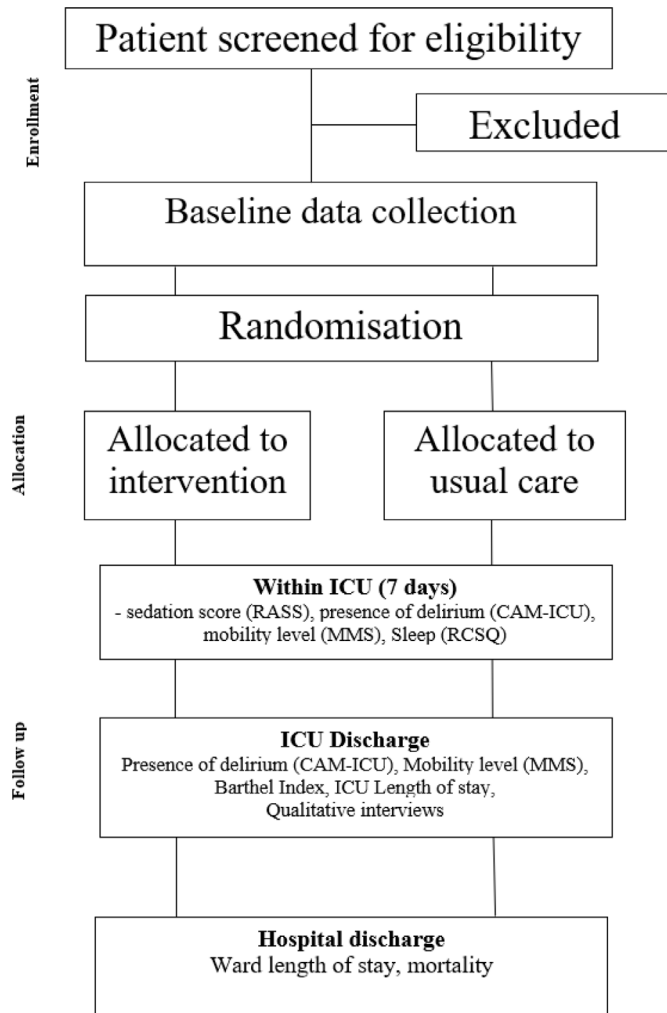 Patient screened for eligibility
Enrollment
Excluded
Baseline data collection
Randomisation
Allocation
Allocated to
intervention
Allocated to
usual care
Within ICU (7 days)
- sedation score (RASS), presence of delirium (CAM-ICU),
mobility level (MMS), Sleep (RCSQ)
Follow up
ICU Discharge
Presence of delirium (CAM-ICU), Mobility level (MMS),
Barthel Index, ICU Length of stay,
Qualitative interviews
Hospital discharge
Ward length of stay, mortality